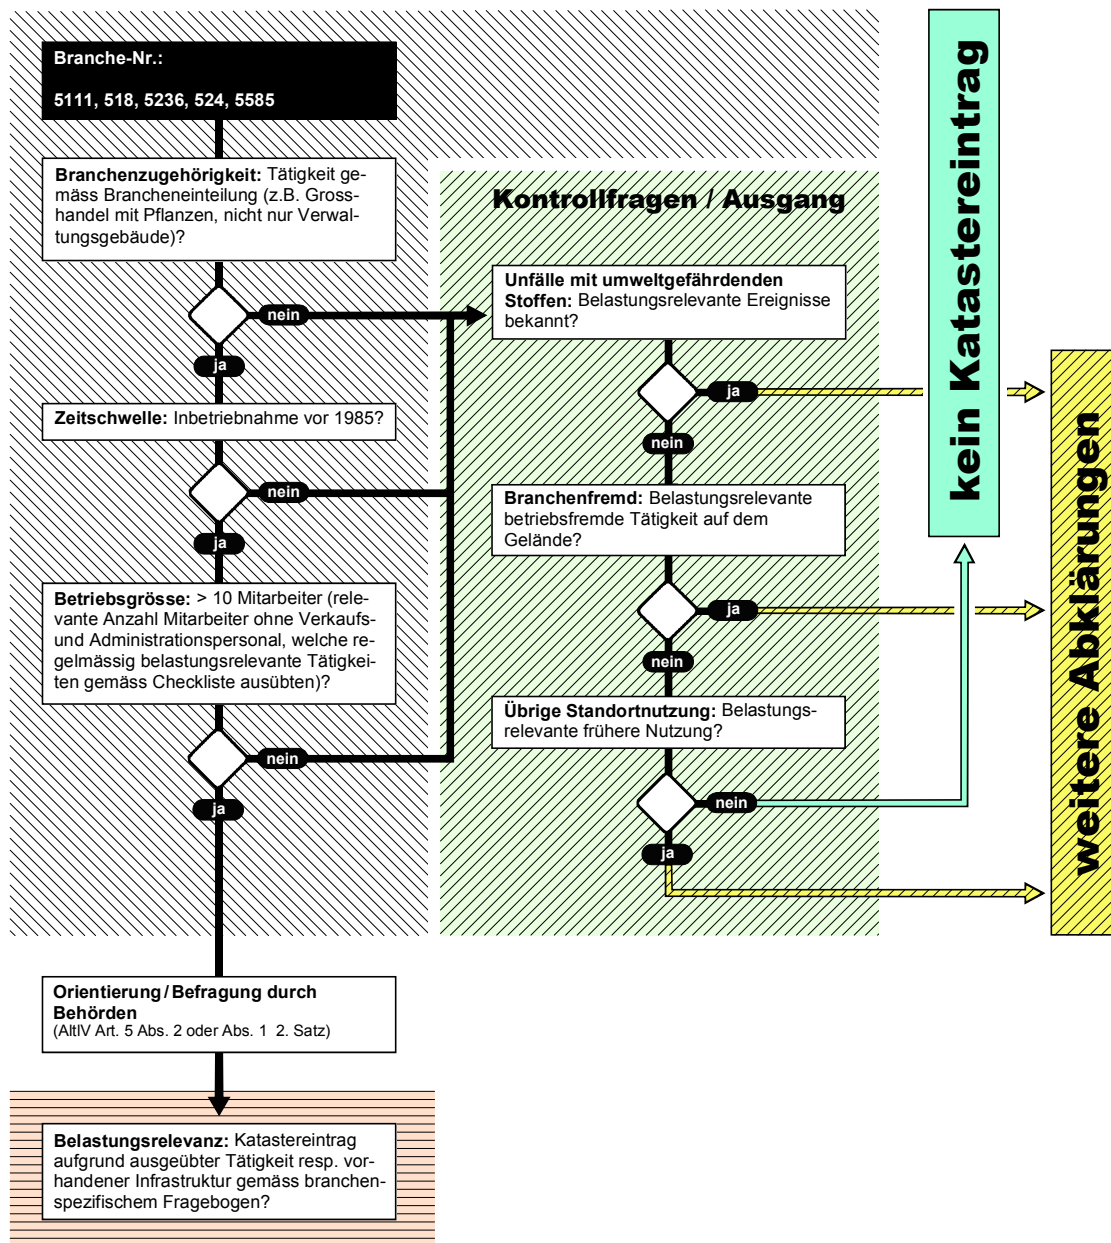 Branche-Nr.:
5111, 518, 5236, 524, 5585
Branchenzugehörigkeit: Tätigkeit ge-
mäss Brancheneinteilung (z.B. Gross-
handel mit Pflanzen, nicht nur Verwal-
tungsgebäude)?
nein
ja
Zeitschwelle: Inbetriebnahme vor 1985?
nein
ja
Betriebsgrösse: > 10 Mitarbeiter (rele-
vante Anzahl Mitarbeiter ohne Verkaufs-
und Administrationspersonal, welche re-
gelmässig belastungsrelevante Tätigkei-
ten gemäss Checkliste ausübten)?
nein
ja
Orientierung / Befragung durch
Behörden
(AltlV Art. 5 Abs. 2 oder Abs. 1 2. Satz)
Belastungsrelevanz: Katastereintrag
aufgrund ausgeübter Tätigkeit resp. vor-
handener Infrastruktur gemäss branchen-
spezifischem Fragebogen?
Kontrollfragen / Ausgang
Unfälle mit umweltgefährdenden
Stoffen: Belastungsrelevante Ereignisse
bekannt?
ja
nein
Branchenfremd: Belastungsrelevante
betriebsfremde Tätigkeit auf dem
Gelände?
ja
nein
Übrige Standortnutzung: Belastungs-
relevante frühere Nutzung?
nein
ja
kein Katastereintrag
weitere Abklärungen